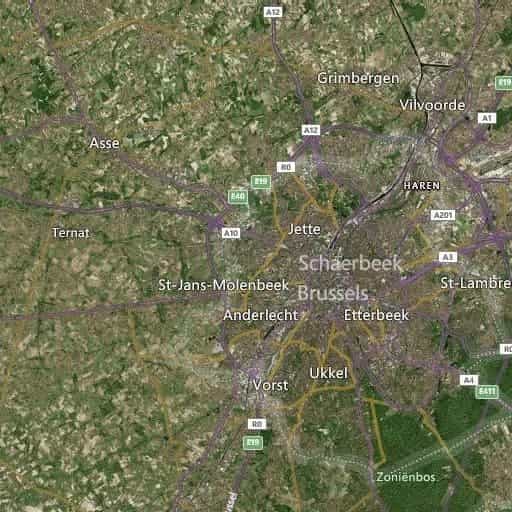 A12
Grimbergen
E19
Vilvoorde
A1
A12
Asse
R0
E19
HAREN
E40
A201
Ternat
A10
Jette
A3
Schaerbeek
St-Jans-Molenbeek
Brussels
St-Lambre
Anderlecht
Etterbeek
R0
Ukkel
Vorst
A4
E411
R0
E19
Zoniënbos